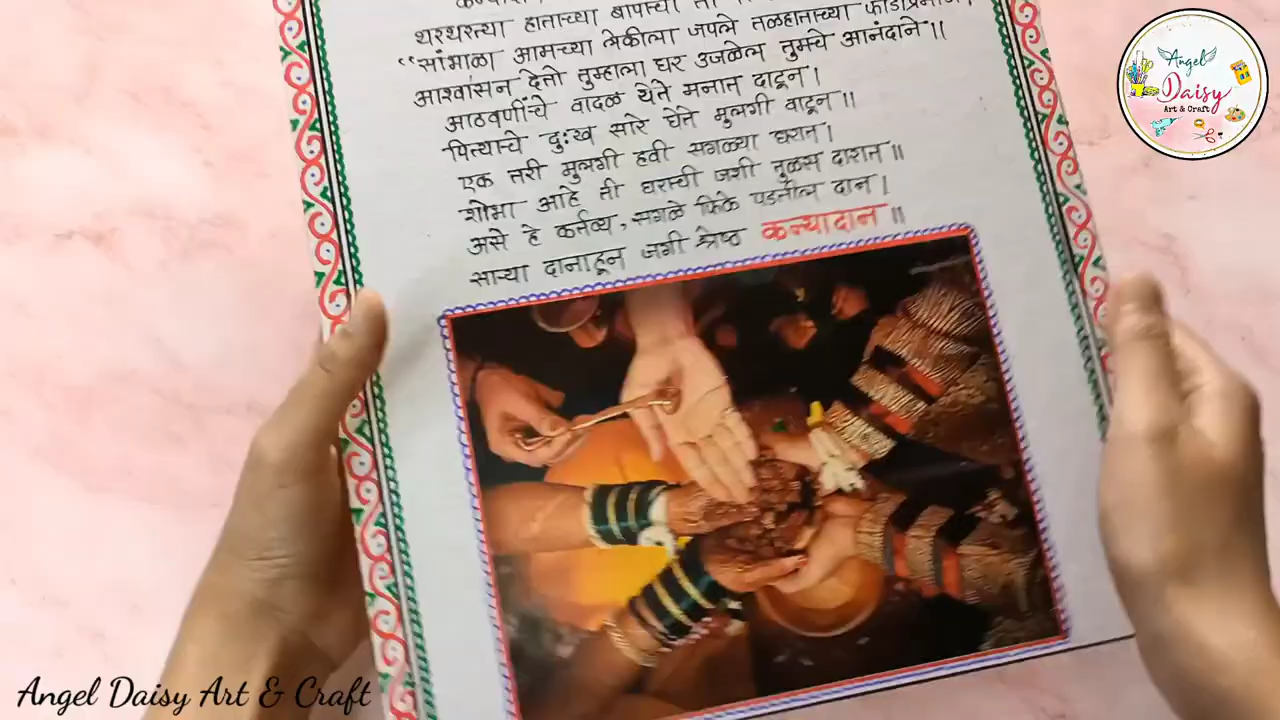 थरथरत्या हाताच्या बापाची
“सांभाळा आमच्या लेकीला जपले तळहाताच्या फोडाप्रमाणे।
आश्वासन देतो तुम्हाला घर उजळेल तुमचे आनंदाने॥
आठवणींचे वादळ येते मनात दाटून।
पित्याचे दुःख सारे घेते मुलगी वाटून॥
एक तरी मुलगी हवी सगळ्या घरात।
शोभा आहे ती घराची जशी तुळस दारात॥
असे हे कर्तव्य, सगळे फिके पडतील दान।
साऱ्या दानाहून जगी श्रेष्ठ कन्यादान॥
Angel
Daisy
Art & Craft
Angel Daisy Art & Craft